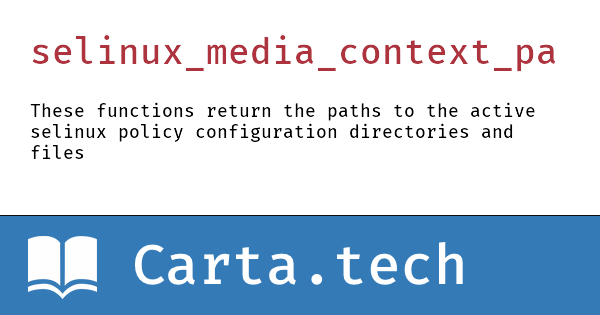 selinux_media_context_pa
These functions return the paths to the active
selinux policy configuration directories and
files
Carta.tech